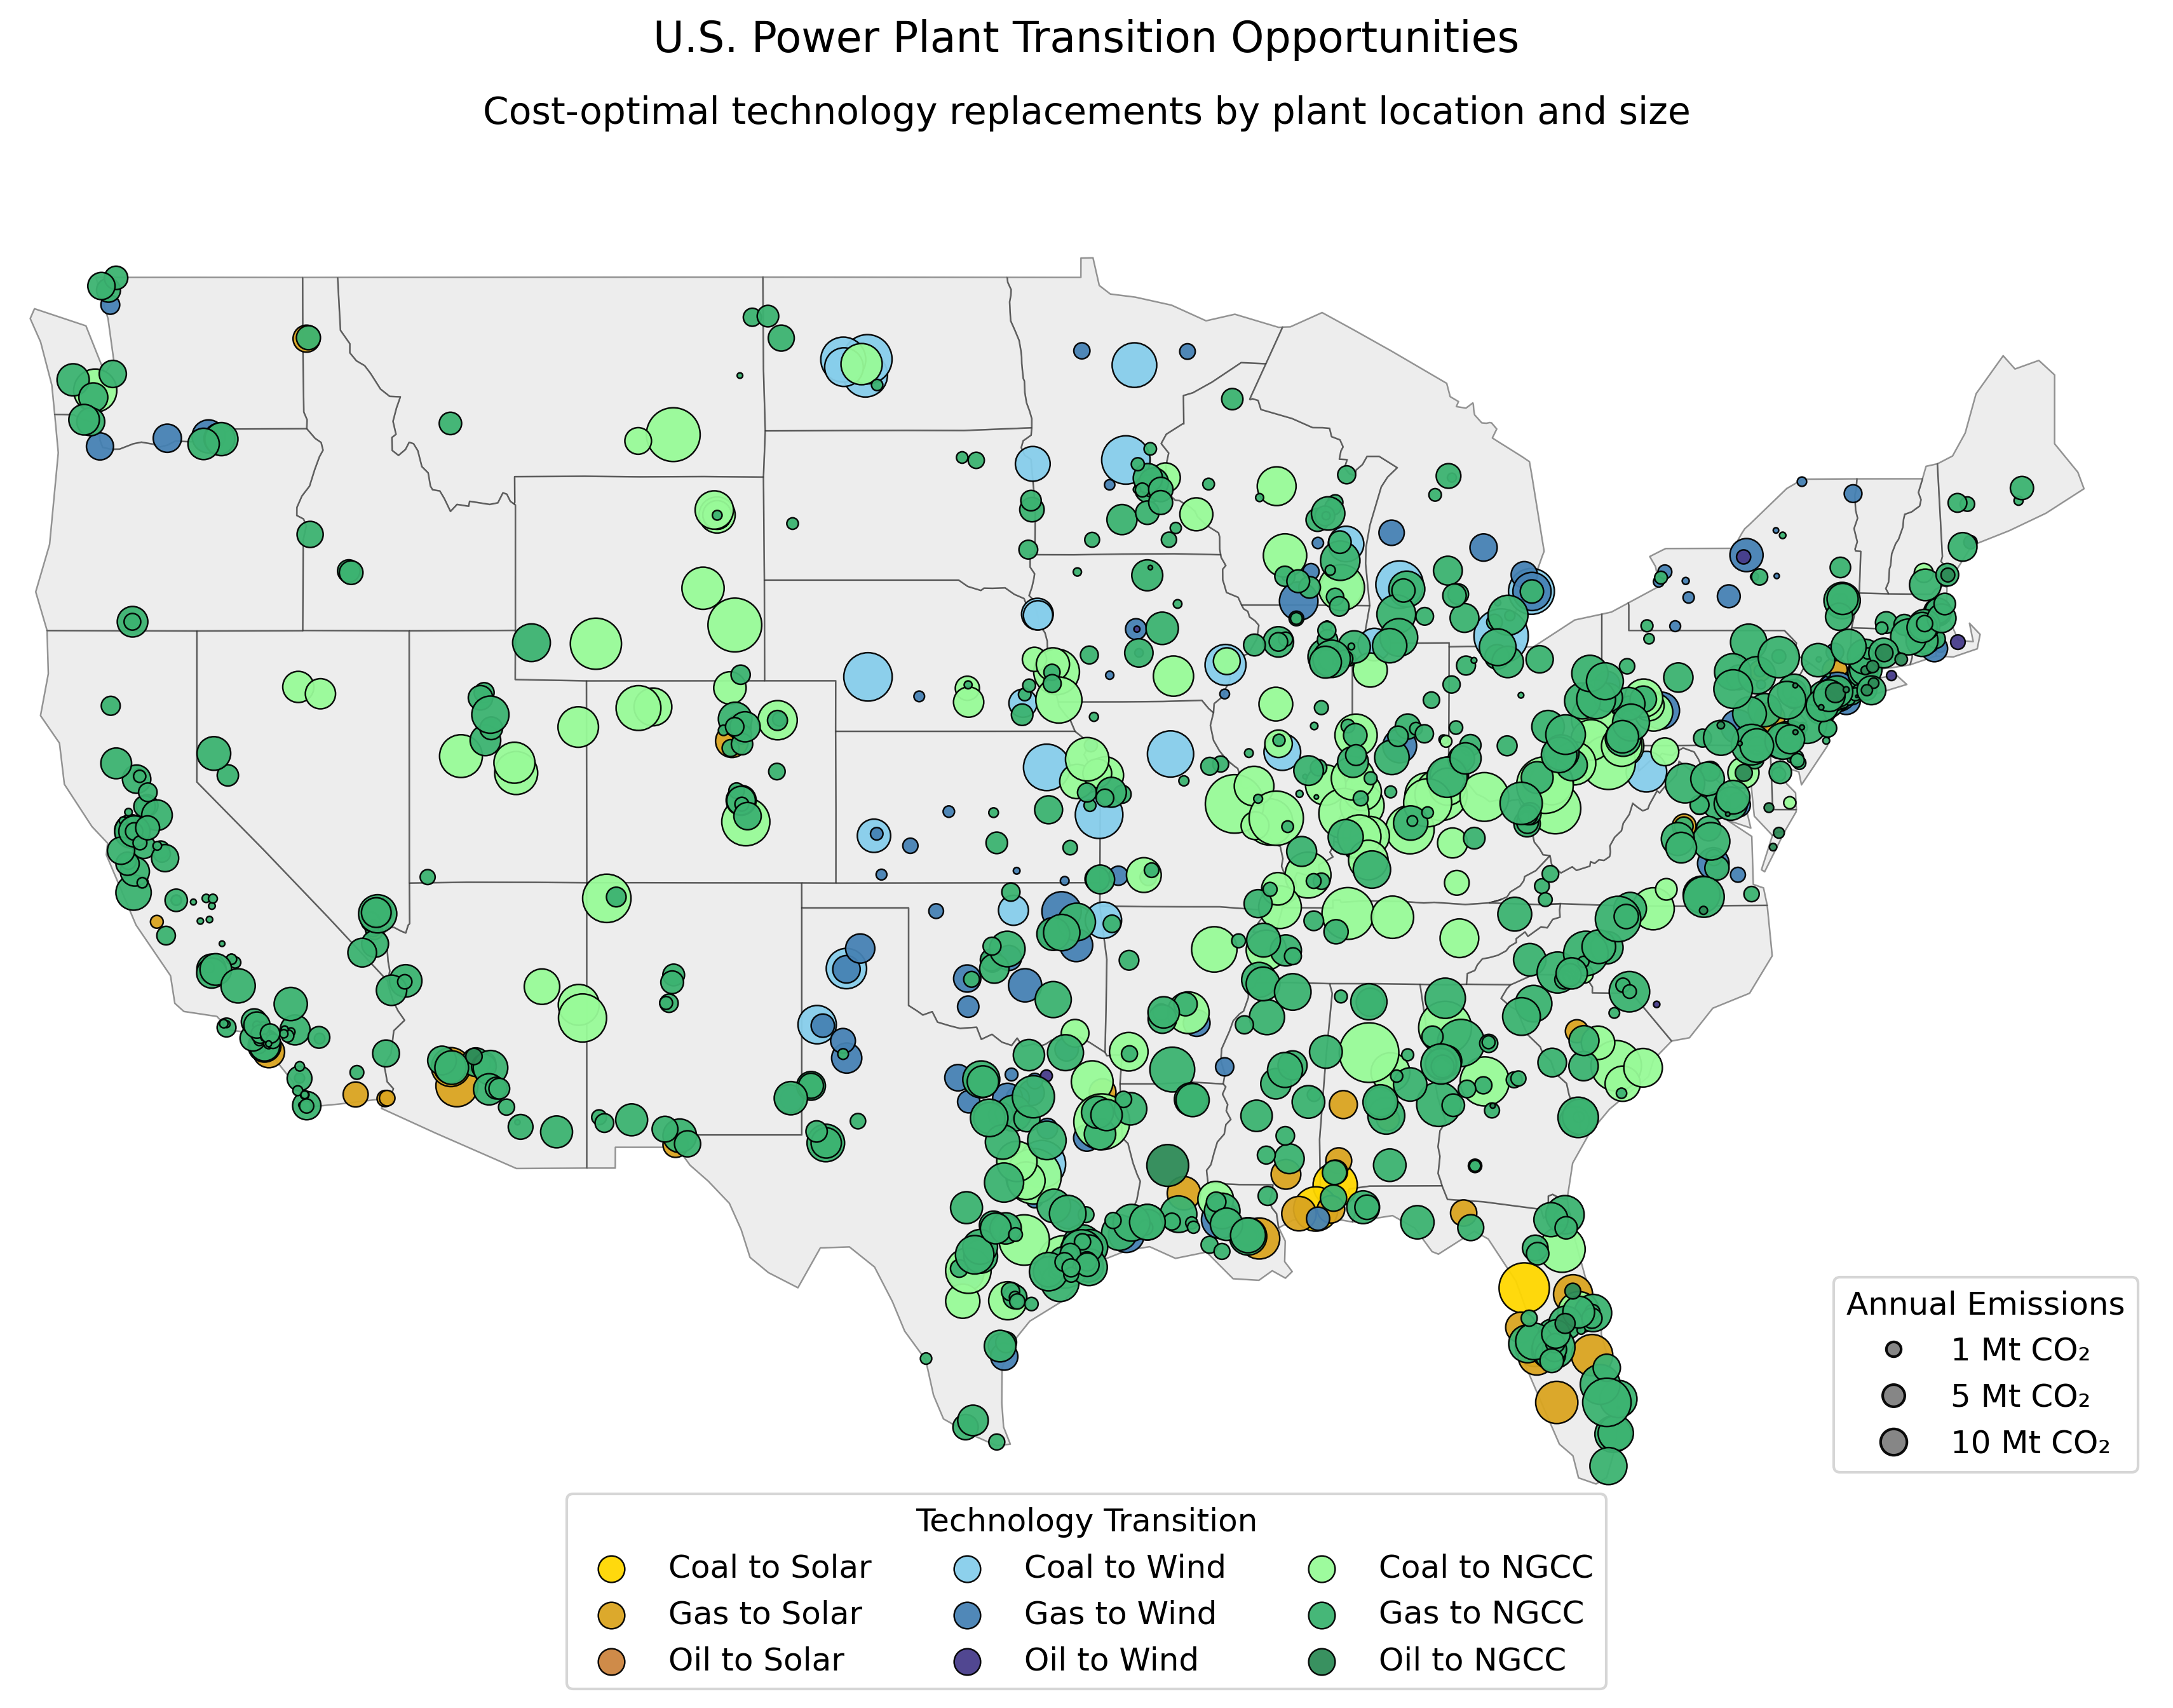 U.S. Power Plant Transition Opportunities
Cost-optimal technology replacements by plant location and size
Annual Emissions
1 Mt CO₂
5 Mt CO₂
10 Mt CO₂
Technology Transition
Coal to Solar
Gas to Solar
Oil to Solar
Coal to Wind
Gas to Wind
Oil to Wind
Coal to NGCC
Gas to NGCC
Oil to NGCC